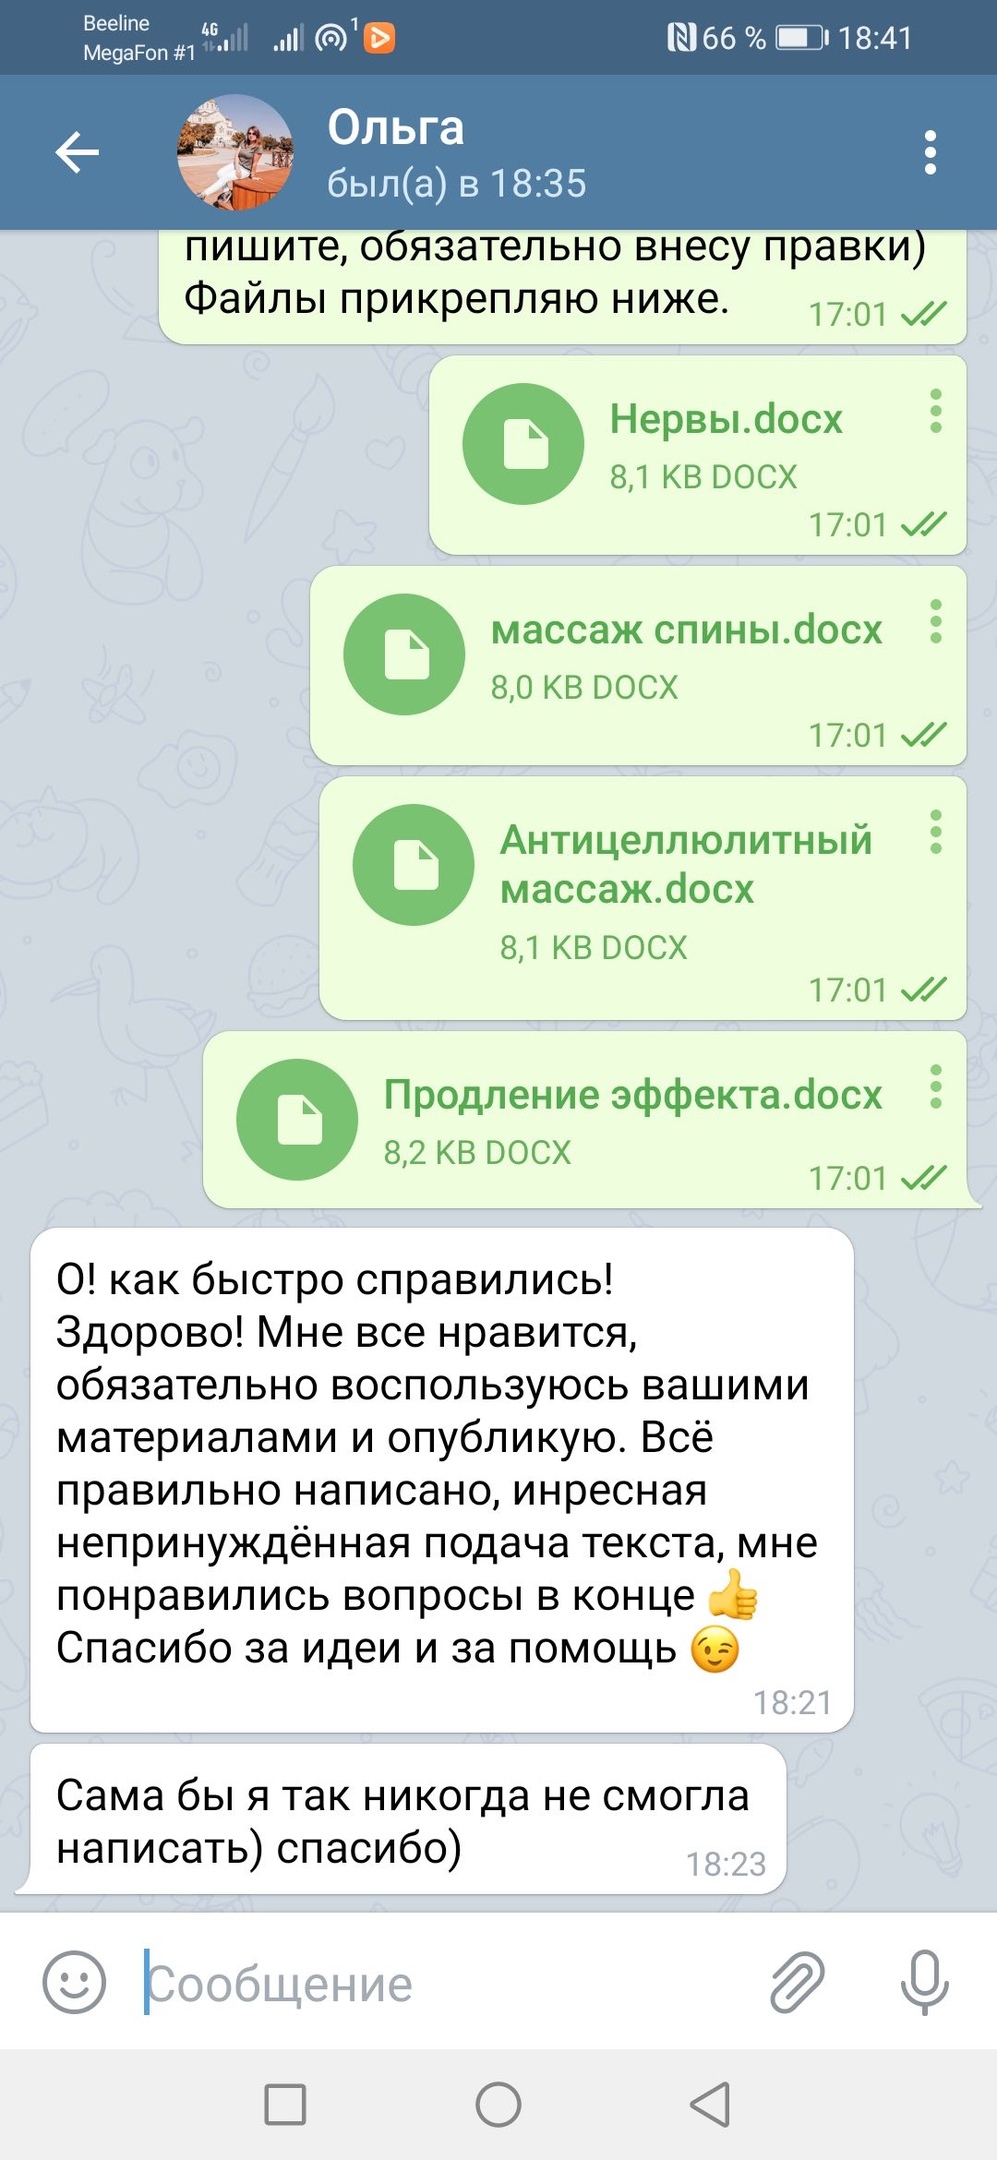 Beeline
MegaFon #1
4G
1
66 %
18:41
Ольга
был(а) в 18:35
пишите, обязательно внесу правки)
Файлы прикрепляю ниже.
17:01
Нервы.docx
8,1 KB DOCX
17:01
массаж спины.docx
8,0 KB DOCX
17:01
Антицеллюлитный
массаж.docx
8,1 KB DOCX
17:01
Продление эффекта.docx
8,2 KB DOCX
17:01
О! как быстро справились!
Здорово! Мне все нравится,
обязательно воспользуюсь вашими
материалами и опубликую. Всё
правильно написано, инресная
непринуждённая подача текста, мне
понравились вопросы в конце 👍
Спасибо за идеи и за помощь 😉
18:21
Сама бы я так никогда не смогла
написать) спасибо)
18:23
Сообщение